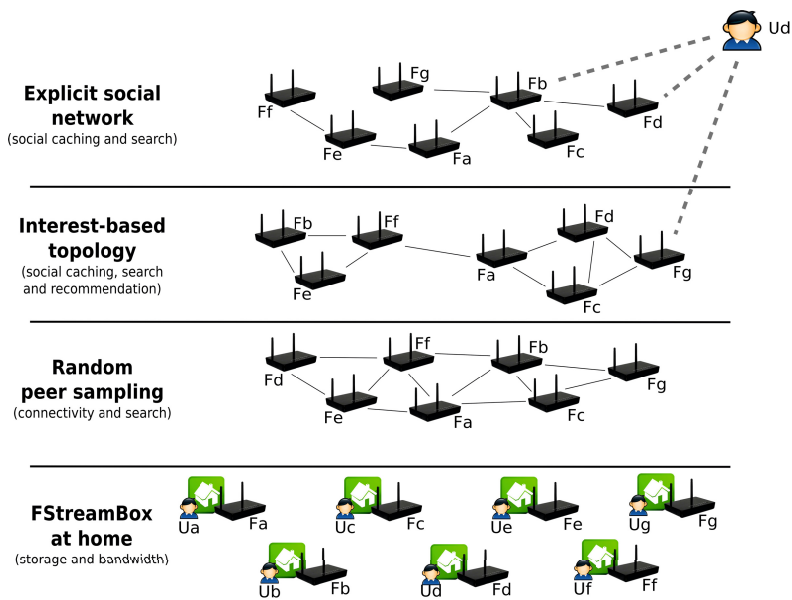 Ud
Explicit social
network
(social caching and search)
Ff
Fg
Fb
Fd
Fe
Fa
Fc
Interest-based
topology
(social caching, search
and recommendation)
Fb
Ff
Fd
Fe
Fa
Fg
Fc
Random
peer sampling
(connectivity and search)
Fd
Ff
Fb
Fg
Fe
Fa
Fc
FStreamBox
at home
(storage and bandwidth)
Ua Fa
Uc Fc
Ue Fe
Ug Fg
Ub Fb
Ud Fd
Uf Ff